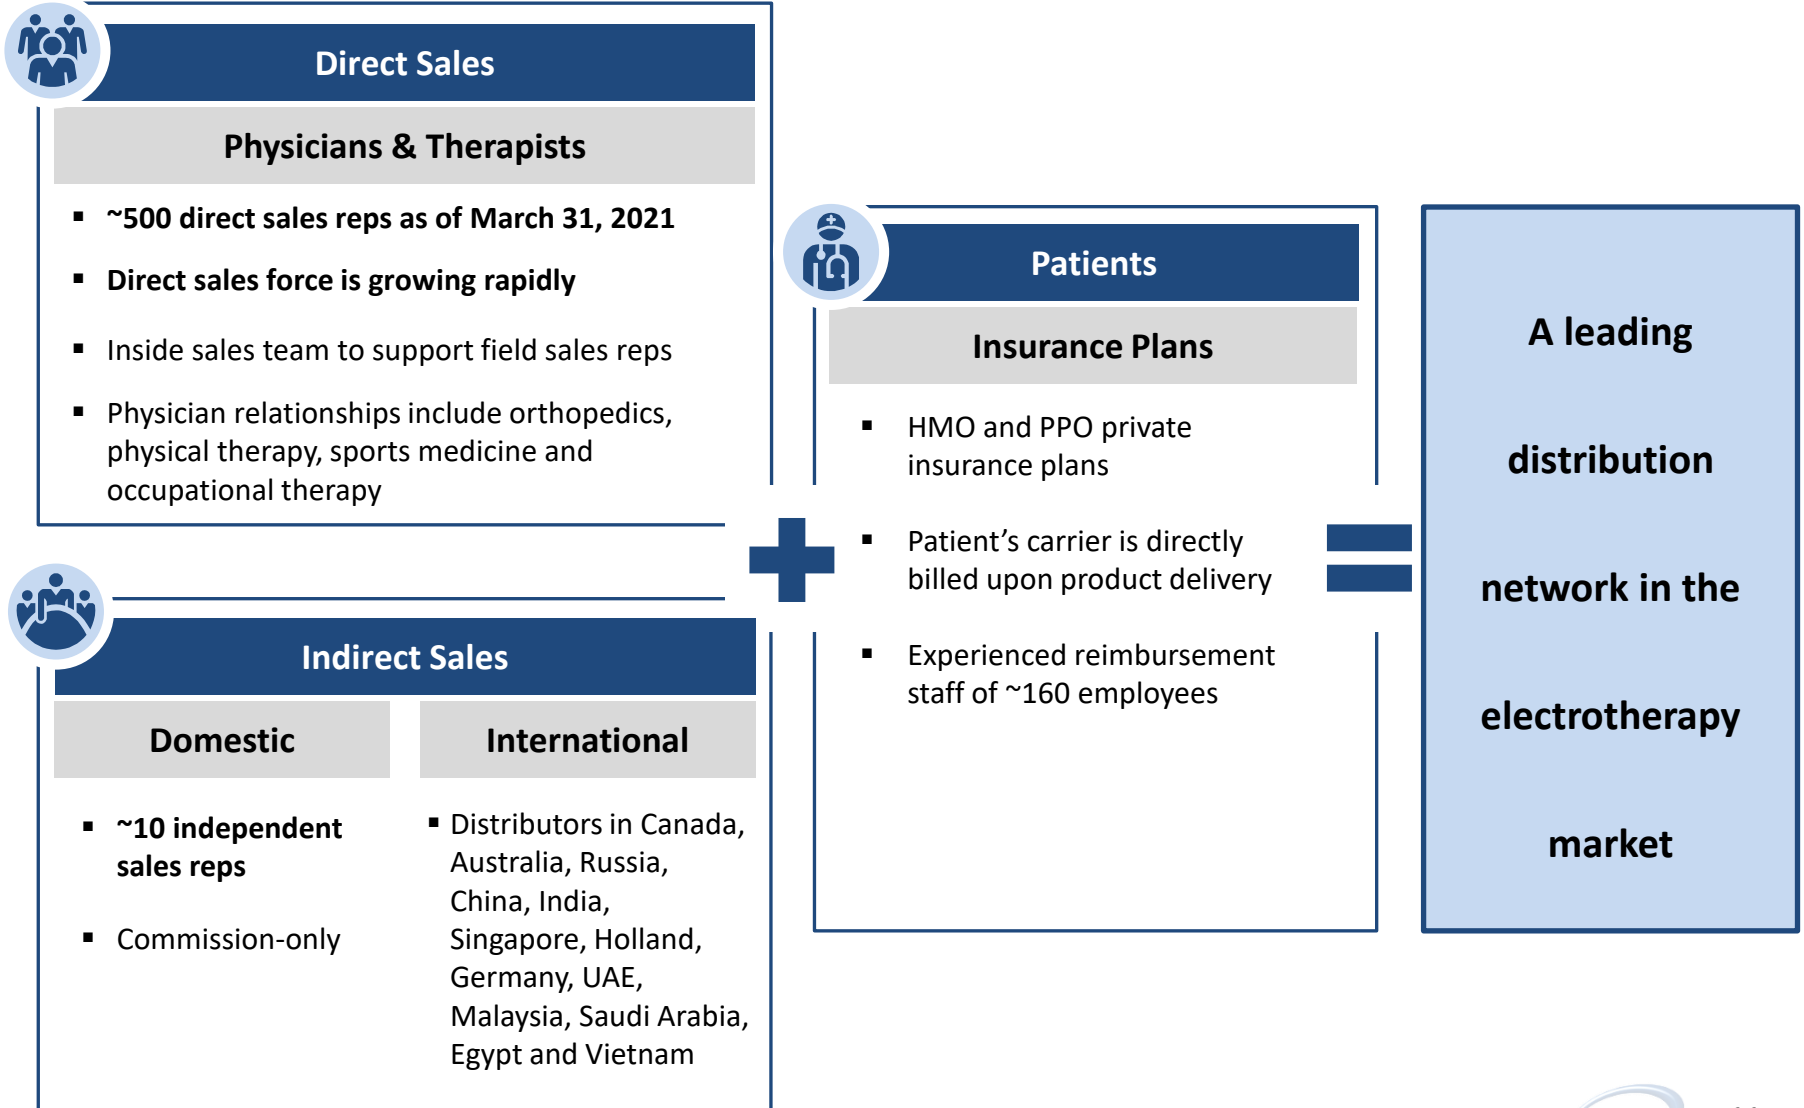 Direct Sales
Physicians & Therapists
▪ ~500 direct sales reps as of March 31, 2021
▪ Direct sales force is growing rapidly
▪ Inside sales team to support field sales reps
▪ Physician relationships include orthopedics,
physical therapy, sports medicine and
occupational therapy
Indirect Sales
Domestic
▪ ~10 independent
sales reps
▪ Commission-only
International
▪ Distributors in Canada,
Australia, Russia,
China, India,
Singapore, Holland,
Germany, UAE,
Malaysia, Saudi Arabia,
Egypt and Vietnam
Patients
Insurance Plans
▪ HMO and PPO private
insurance plans
▪ Patient’s carrier is directly
billed upon product delivery
▪ Experienced reimbursement
staff of ~160 employees
A leading
distribution
network in the
electrotherapy
market